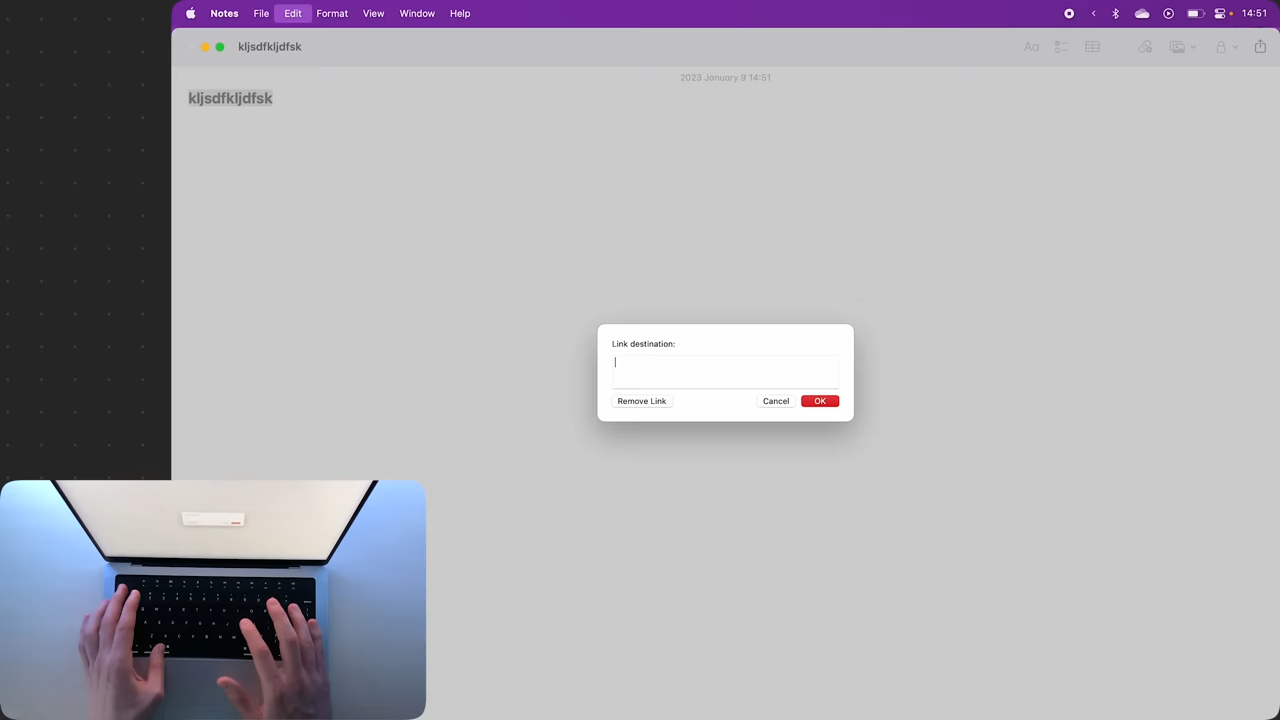 Notes File Edit Format View Window Help 14:51
kljsdfkljdfsk
Aa
2023 January 9 14:51
kljsdfkljdfsk
Link destination:
Remove Link Cancel OK